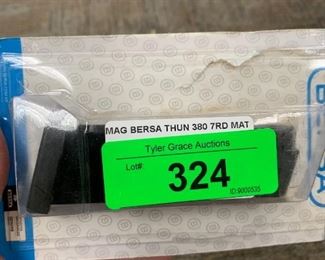 MAG BERSA THUN 380 7RD MAT
Tyler Grace Auctions
Lot#:
324
ID:9000535